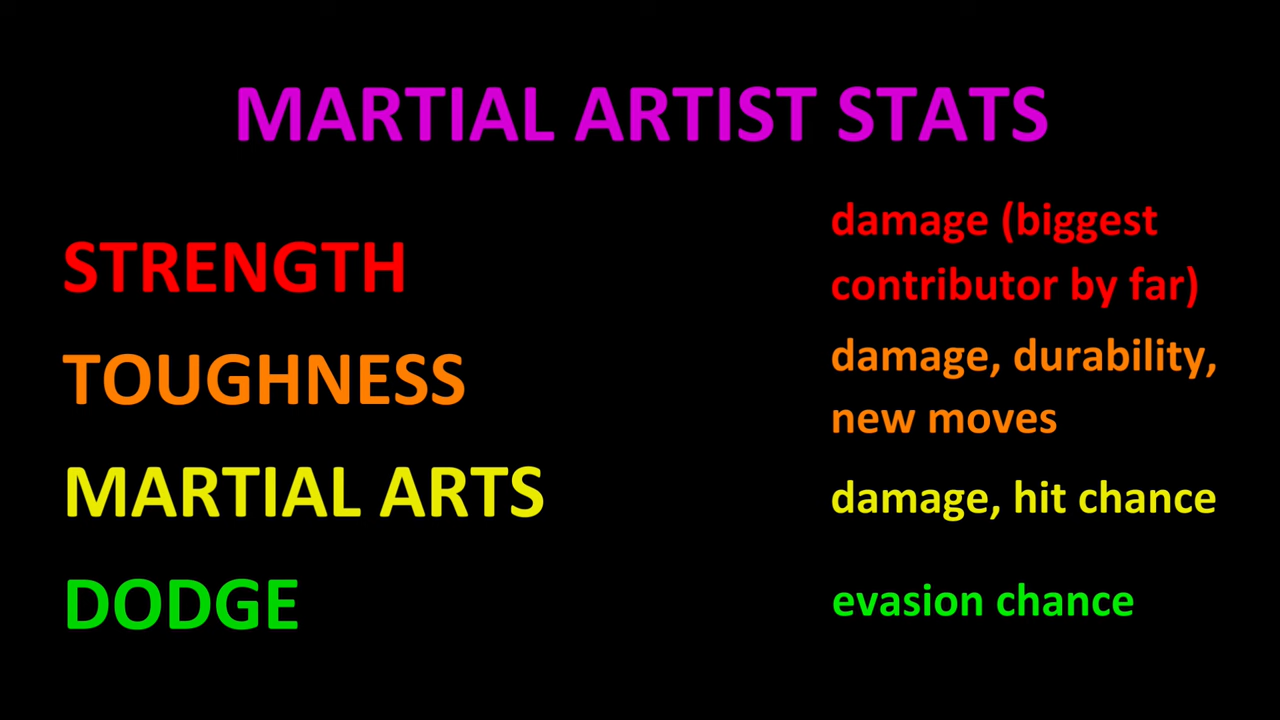 MARTIAL ARTIST STATS
STRENGTH
damage (biggest
contributor by far)
TOUGHNESS
damage, durability,
new moves
MARTIAL ARTS
damage, hit chance
DODGE
evasion chance